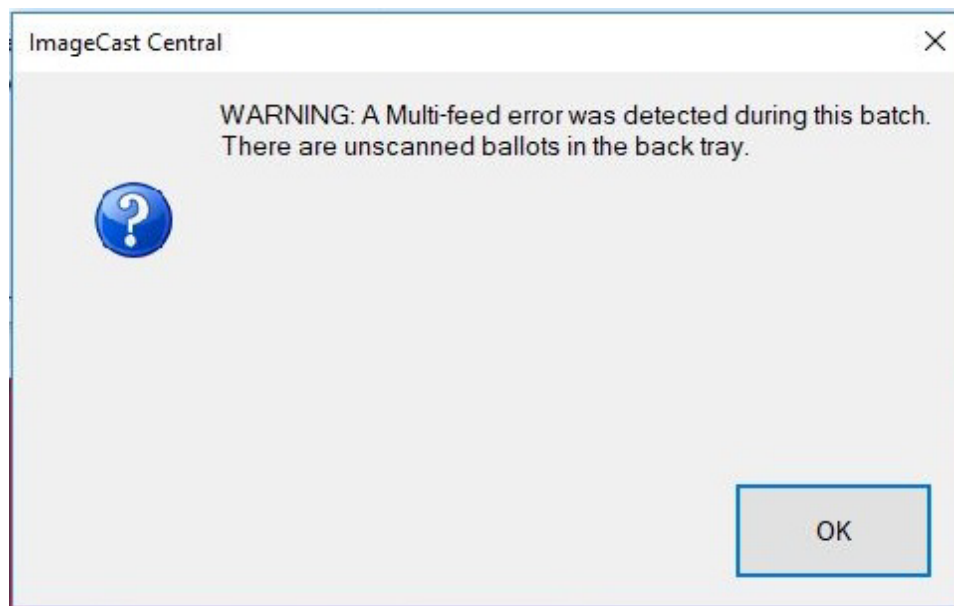 ImageCast Central
WARNING: A Multi-feed error was detected during this batch.
There are unscanned ballots in the back tray.
OK